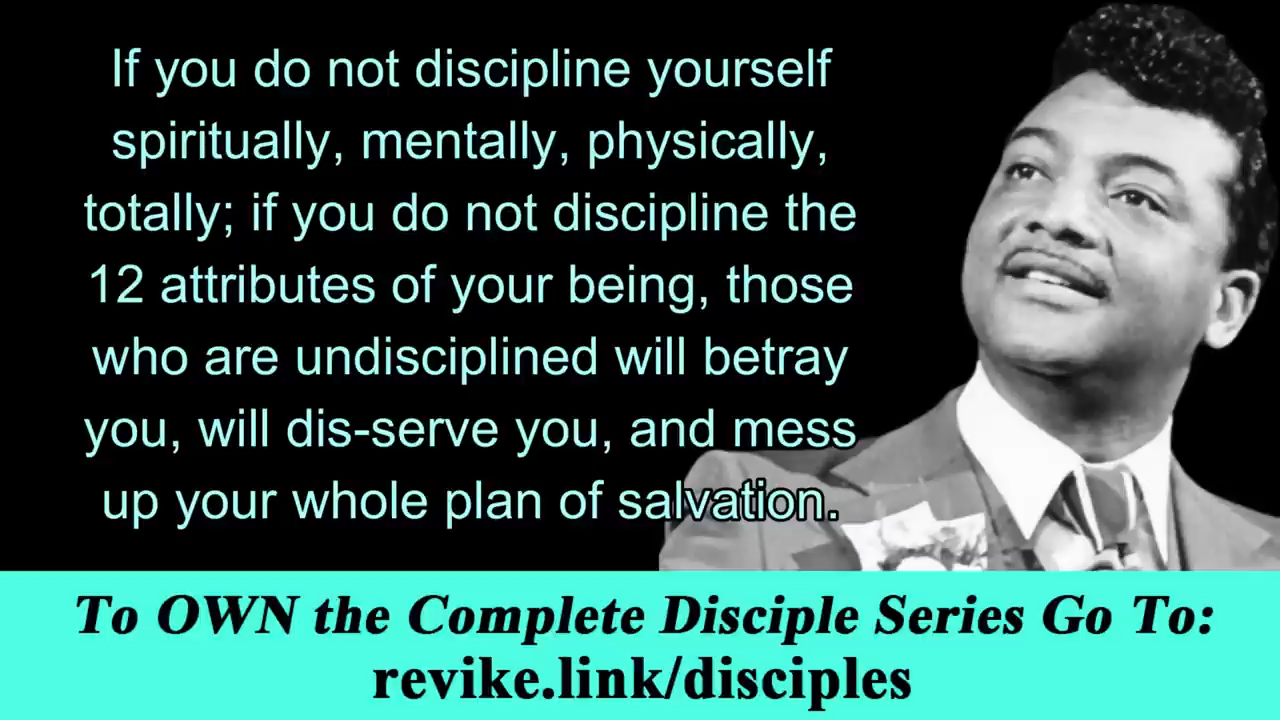 If you do not discipline yourself
spiritually, mentally, physically,
totally; if you do not discipline the
12 attributes of your being, those
who are undisciplined will betray
you, will dis-serve you, and mess
up your whole plan of salvation.
To OWN the Complete Disciple Series Go To:
revike.link/disciples